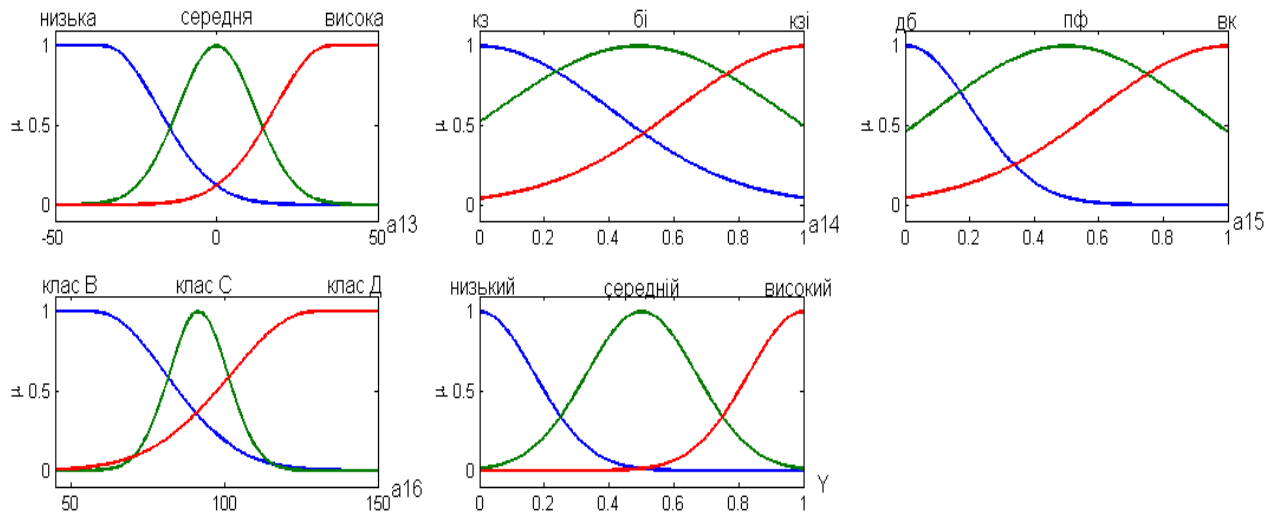 низька середня висока
1
0.5
0
μ
-50 0 50 a13
кз бі кзі
1
0.5
0
μ
0 0.2 0.4 0.6 0.8 1 a14
дб пф вк
1
0.5
0
μ
0 0.2 0.4 0.6 0.8 1 a15
клас В клас С клас Д
1
0.5
0
μ
50 100 150 a16
низький середній високий
1
0.5
0
μ
0 0.2 0.4 0.6 0.8 1 Y